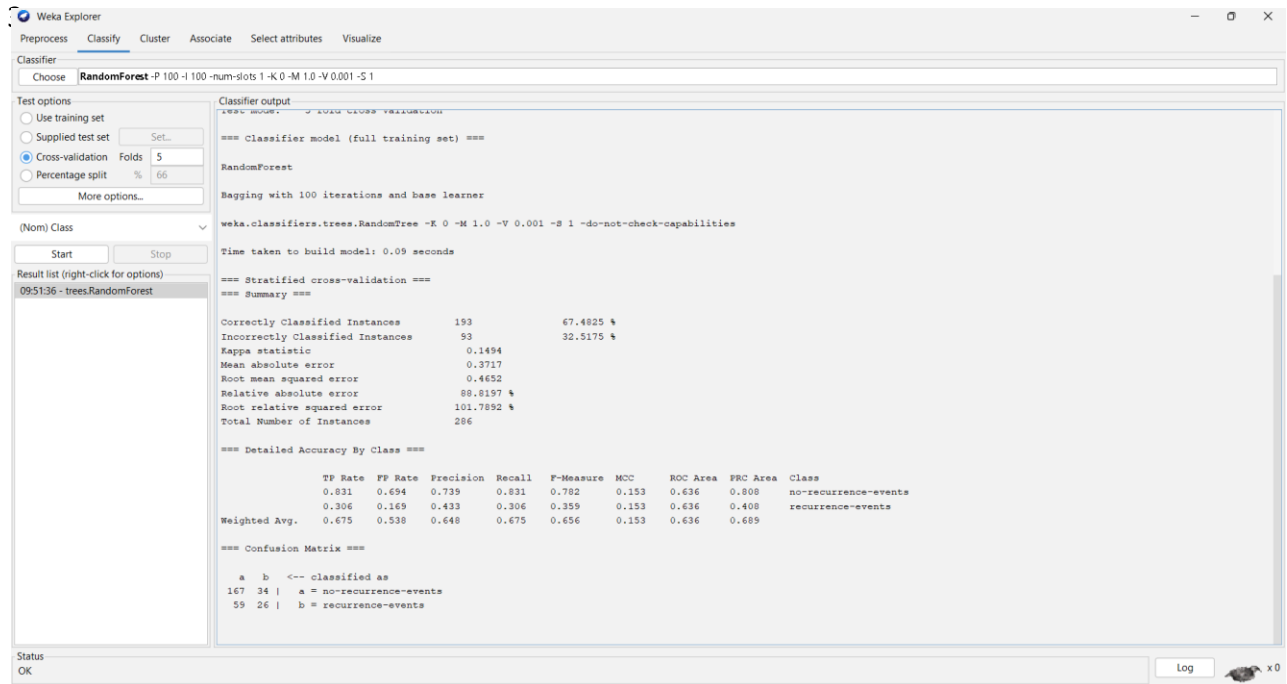 Weka Explorer
Preprocess Classify Cluster Associate Select attributes Visualize
Classifier
Choose RandomForest -P 100 -I 100 -num-slots 1 -K 0 -M 1.0 -V 0.001 -S 1
Test options
Use training set
Supplied test set Set...
Cross-validation Folds 5
Percentage split % 66
More options...
(Nom) Class
Start Stop
Result list (right-click for options)
09:51:36 - trees.RandomForest
Classifier output
=== Classifier model (full training set) ===
RandomForest
Bagging with 100 iterations and base learner
weka.classifiers.trees.RandomTree -K 0 -M 1.0 -V 0.001 -S 1 -do-not-check-capabilities
Time taken to build model: 0.09 seconds
=== Stratified cross-validation ===
=== Summary ===
Correctly Classified Instances 193 67.4825 %
Incorrectly Classified Instances 93 32.5175 %
Kappa statistic 0.1494
Mean absolute error 0.3717
Root mean squared error 0.4652
Relative absolute error 88.8197 %
Root relative squared error 101.7892 %
Total Number of Instances 286
=== Detailed Accuracy By Class ===
TP Rate FP Rate Precision Recall F-Measure MCC ROC Area PRC Area Class
0.831 0.694 0.739 0.831 0.782 0.153 0.636 0.808 no-recurrence-events
0.306 0.169 0.433 0.306 0.359 0.153 0.636 0.408 recurrence-events
Weighted Avg. 0.675 0.538 0.648 0.675 0.656 0.153 0.636 0.689
=== Confusion Matrix ===
a b <-- classified as
167 34 | a = no-recurrence-events
59 26 | b = recurrence-events
Status
OK
Log
x 0